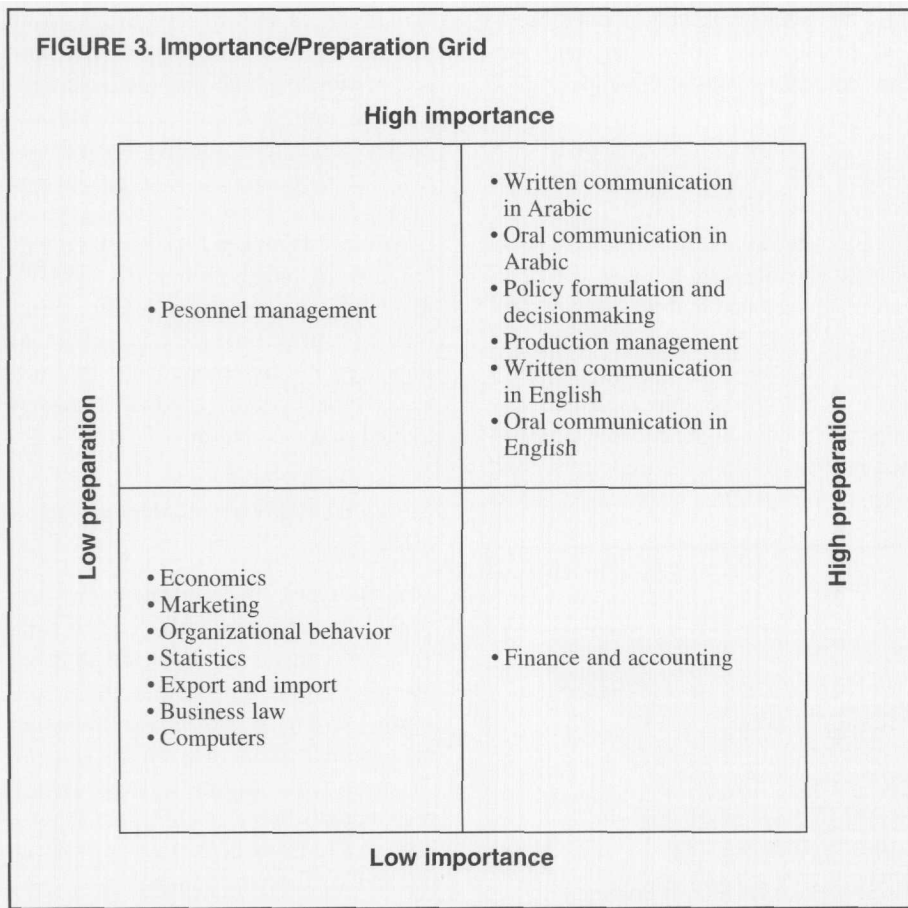 FIGURE 3. Importance/Preparation Grid
High importance
• Pesonnel management
• Written communication
in Arabic
• Oral communication in
Arabic
• Policy formulation and
decisionmaking
• Production management
• Written communication
in English
• Oral communication in
English
Low preparation
High preparation
• Economics
• Marketing
• Organizational behavior
• Statistics
• Export and import
• Business law
• Computers
• Finance and accounting
Low importance